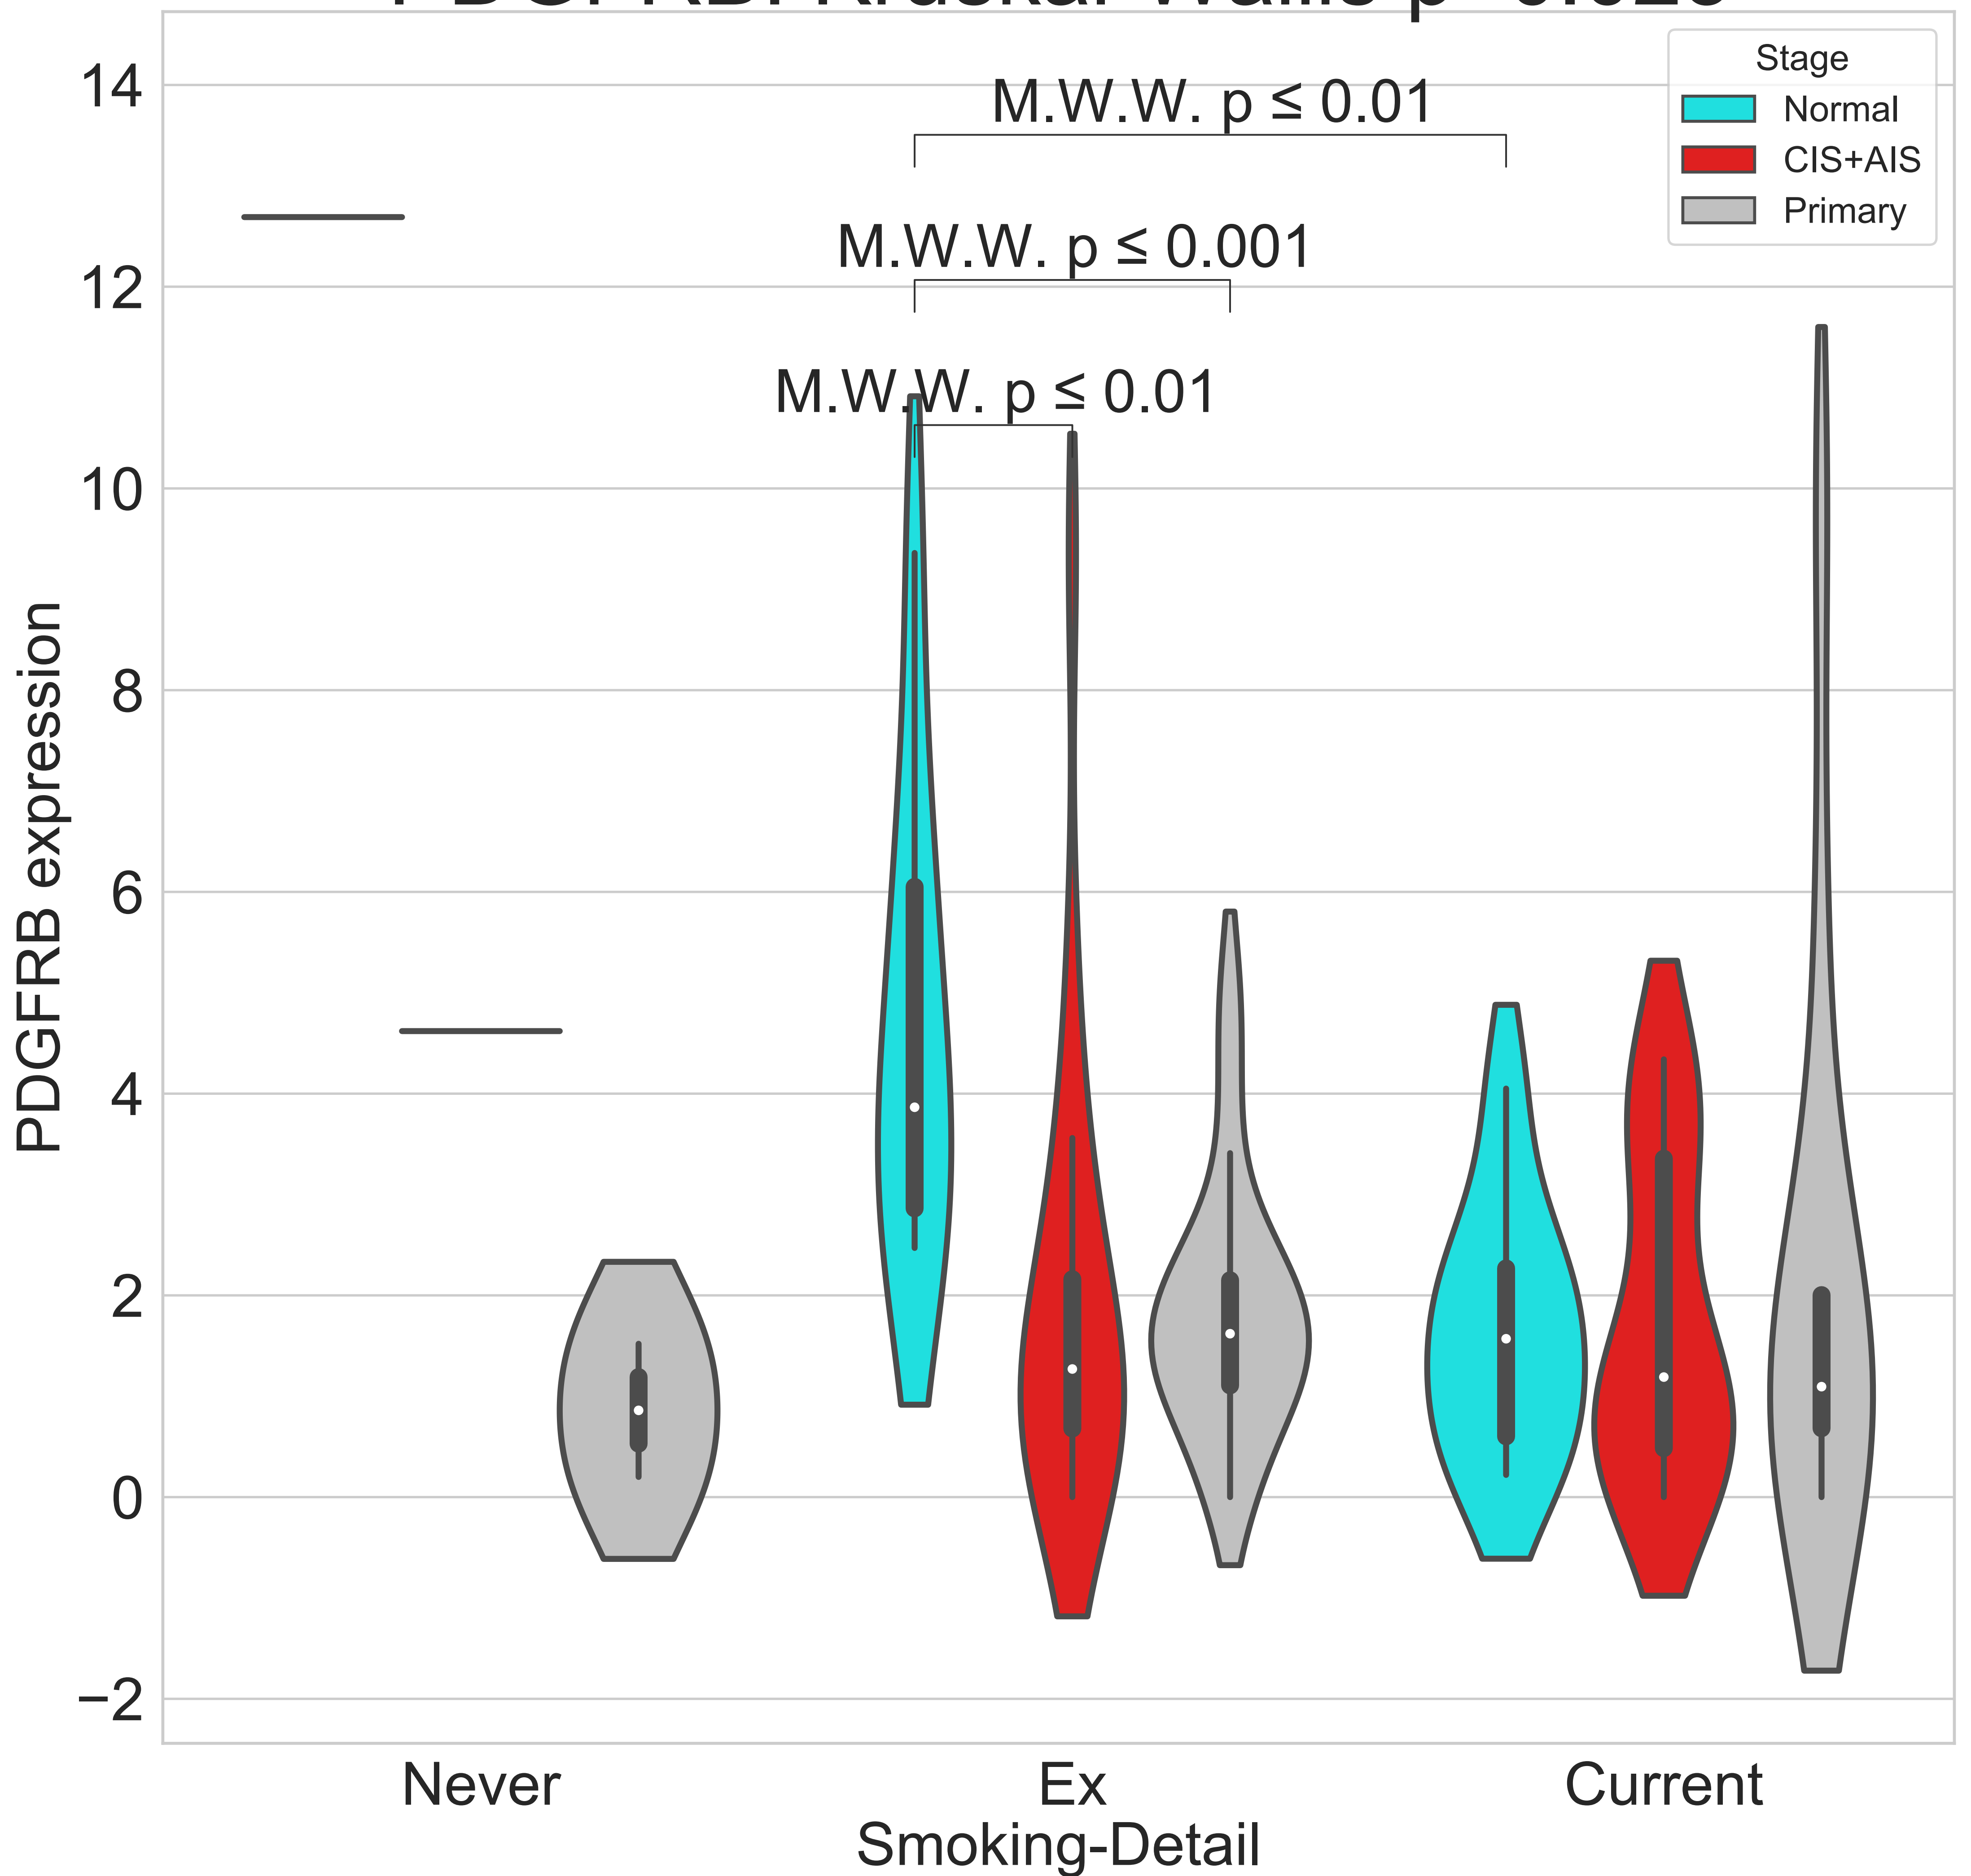 Stage
Normal
CIS+AIS
Primary
M.W.W. p ≤ 0.01
M.W.W. p ≤ 0.001
M.W.W. p ≤ 0.01
14
12
10
8
6
4
2
0
−2
PDGFRB expression
Never
Ex
Current
Smoking-Detail